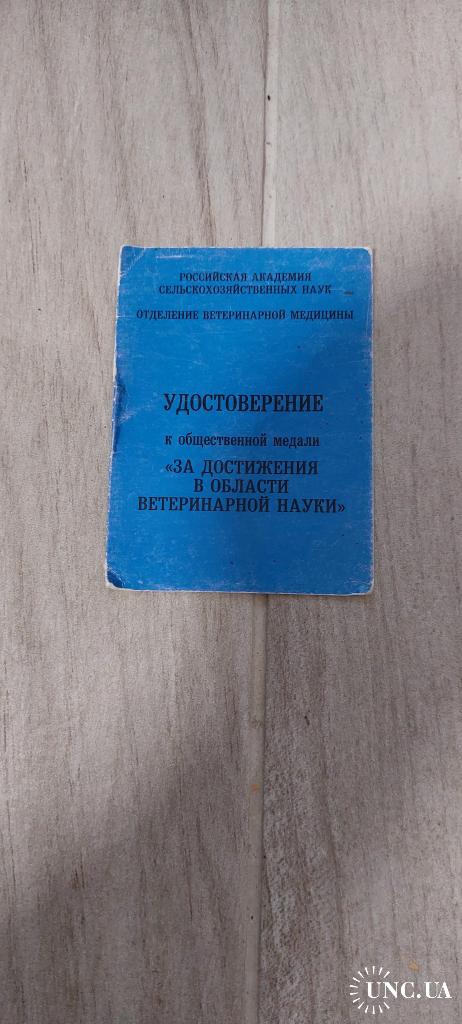 РОССИЙСКАЯ АКАДЕМИЯ
СЕЛЬСКОХОЗЯЙСТВЕННЫХ НАУК
ОТДЕЛЕНИЕ ВЕТЕРИНАРНОЙ МЕДИЦИНЫ
УДОСТОВЕРЕНИЕ
к общественной медали
«ЗА ДОСТИЖЕНИЯ
В ОБЛАСТИ
ВЕТЕРИНАРНОЙ НАУКИ»
UNC.UA